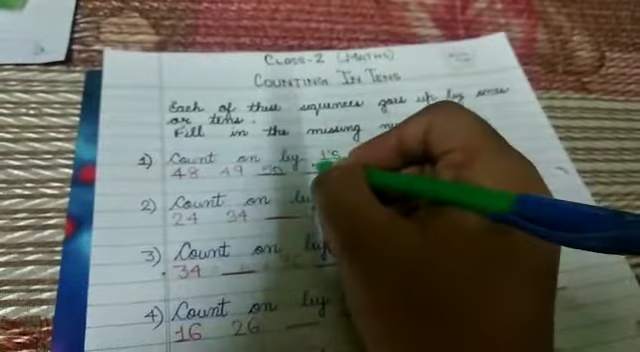 Class-2 (Maths)
Counting In Tens
Each of these sequences goes up by ones
or tens.
Fill in the missing
1) Count on by 1's
48 49 50
2) Count on
24 34
3) Count on by
34
4) Count on by
16 26